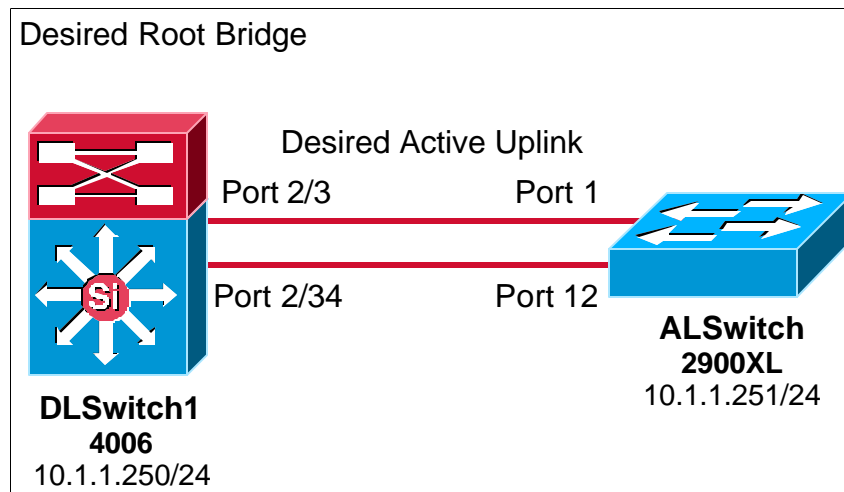 Desired Root Bridge
Desired Active Uplink
Port 2/3 Port 1
Si
Port 2/34 Port 12
ALSwitch
2900XL
10.1.1.251/24
DLSwitch1
4006
10.1.1.250/24